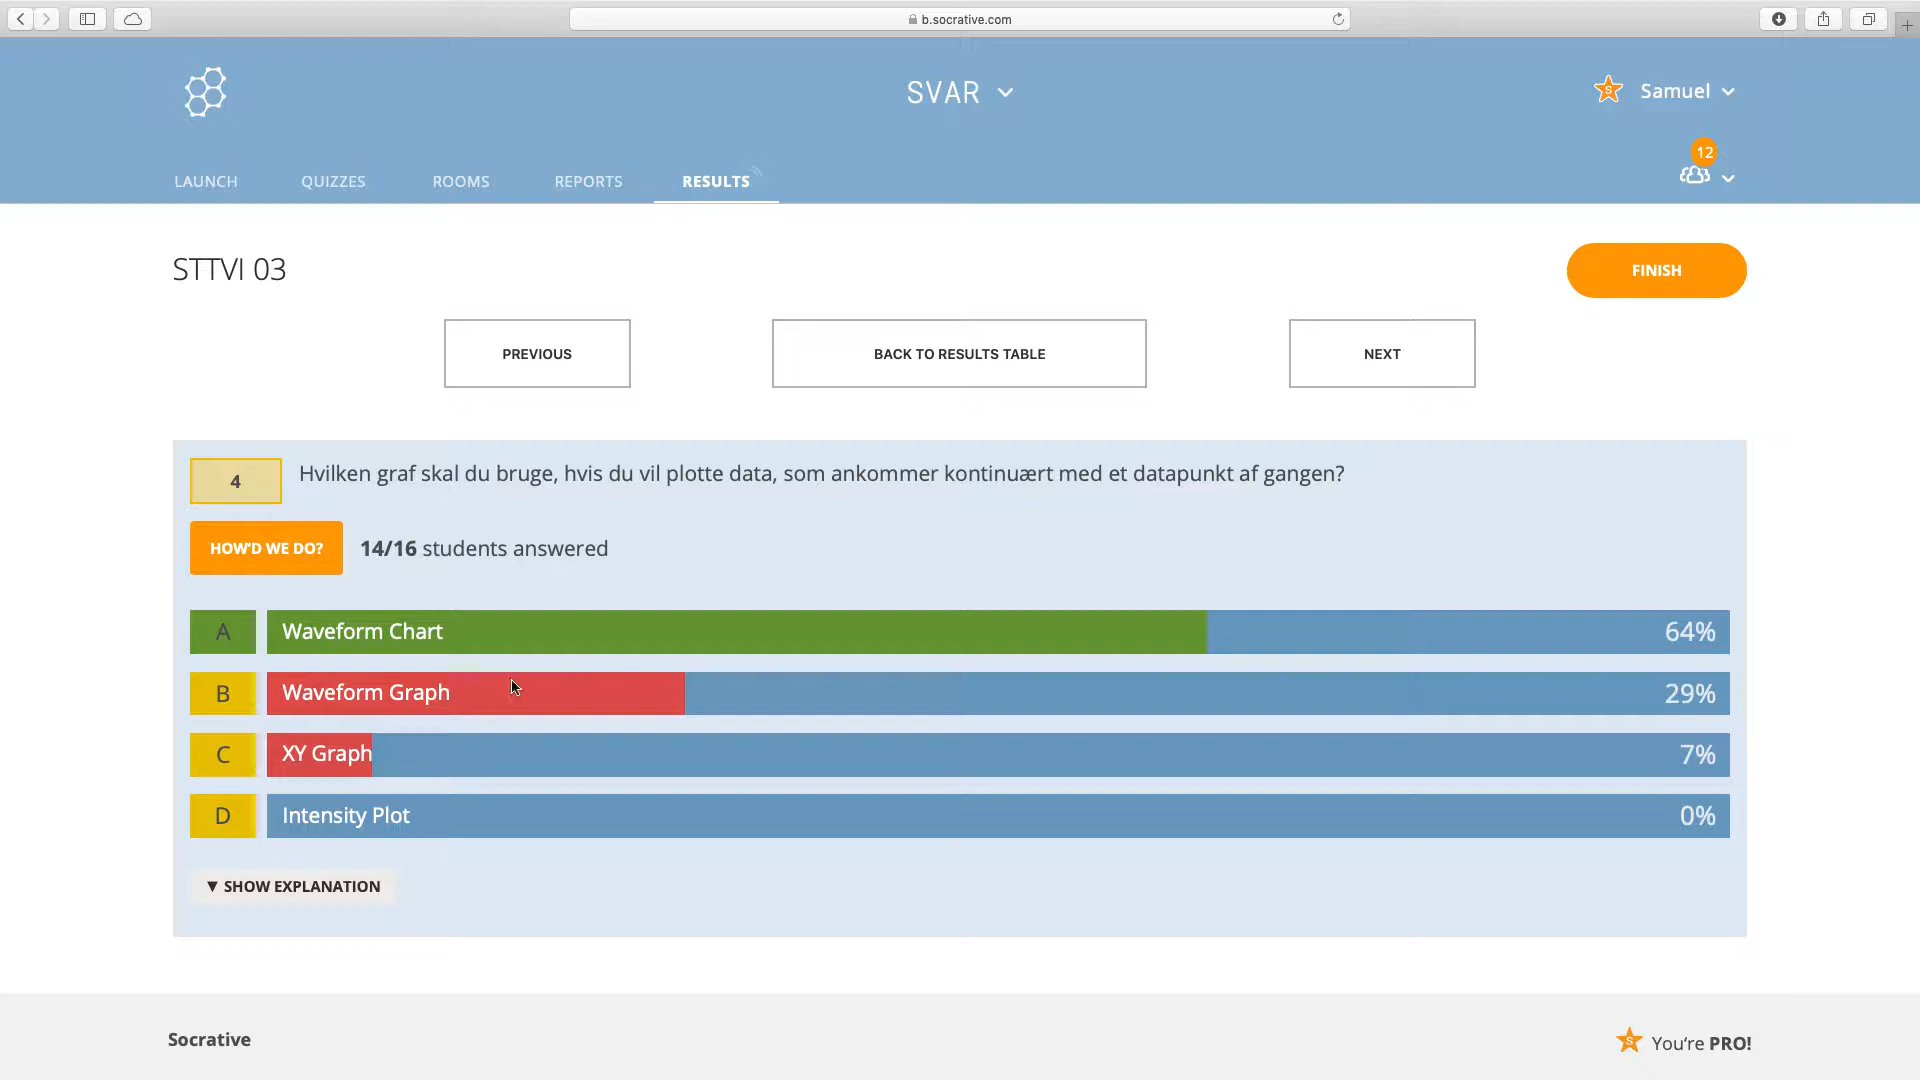 b.socrative.com
SVAR
Samuel
12
LAUNCH QUIZZES ROOMS REPORTS RESULTS
STTVI 03
FINISH
PREVIOUS
BACK TO RESULTS TABLE
NEXT
4 Hvilken graf skal du bruge, hvis du vil plotte data, som ankommer kontinuært med et datapunkt af gangen?
HOW'D WE DO? 14/16 students answered
A Waveform Chart 64%
B Waveform Graph 29%
C XY Graph 7%
D Intensity Plot 0%
▼ SHOW EXPLANATION
Socrative
S You're PRO!